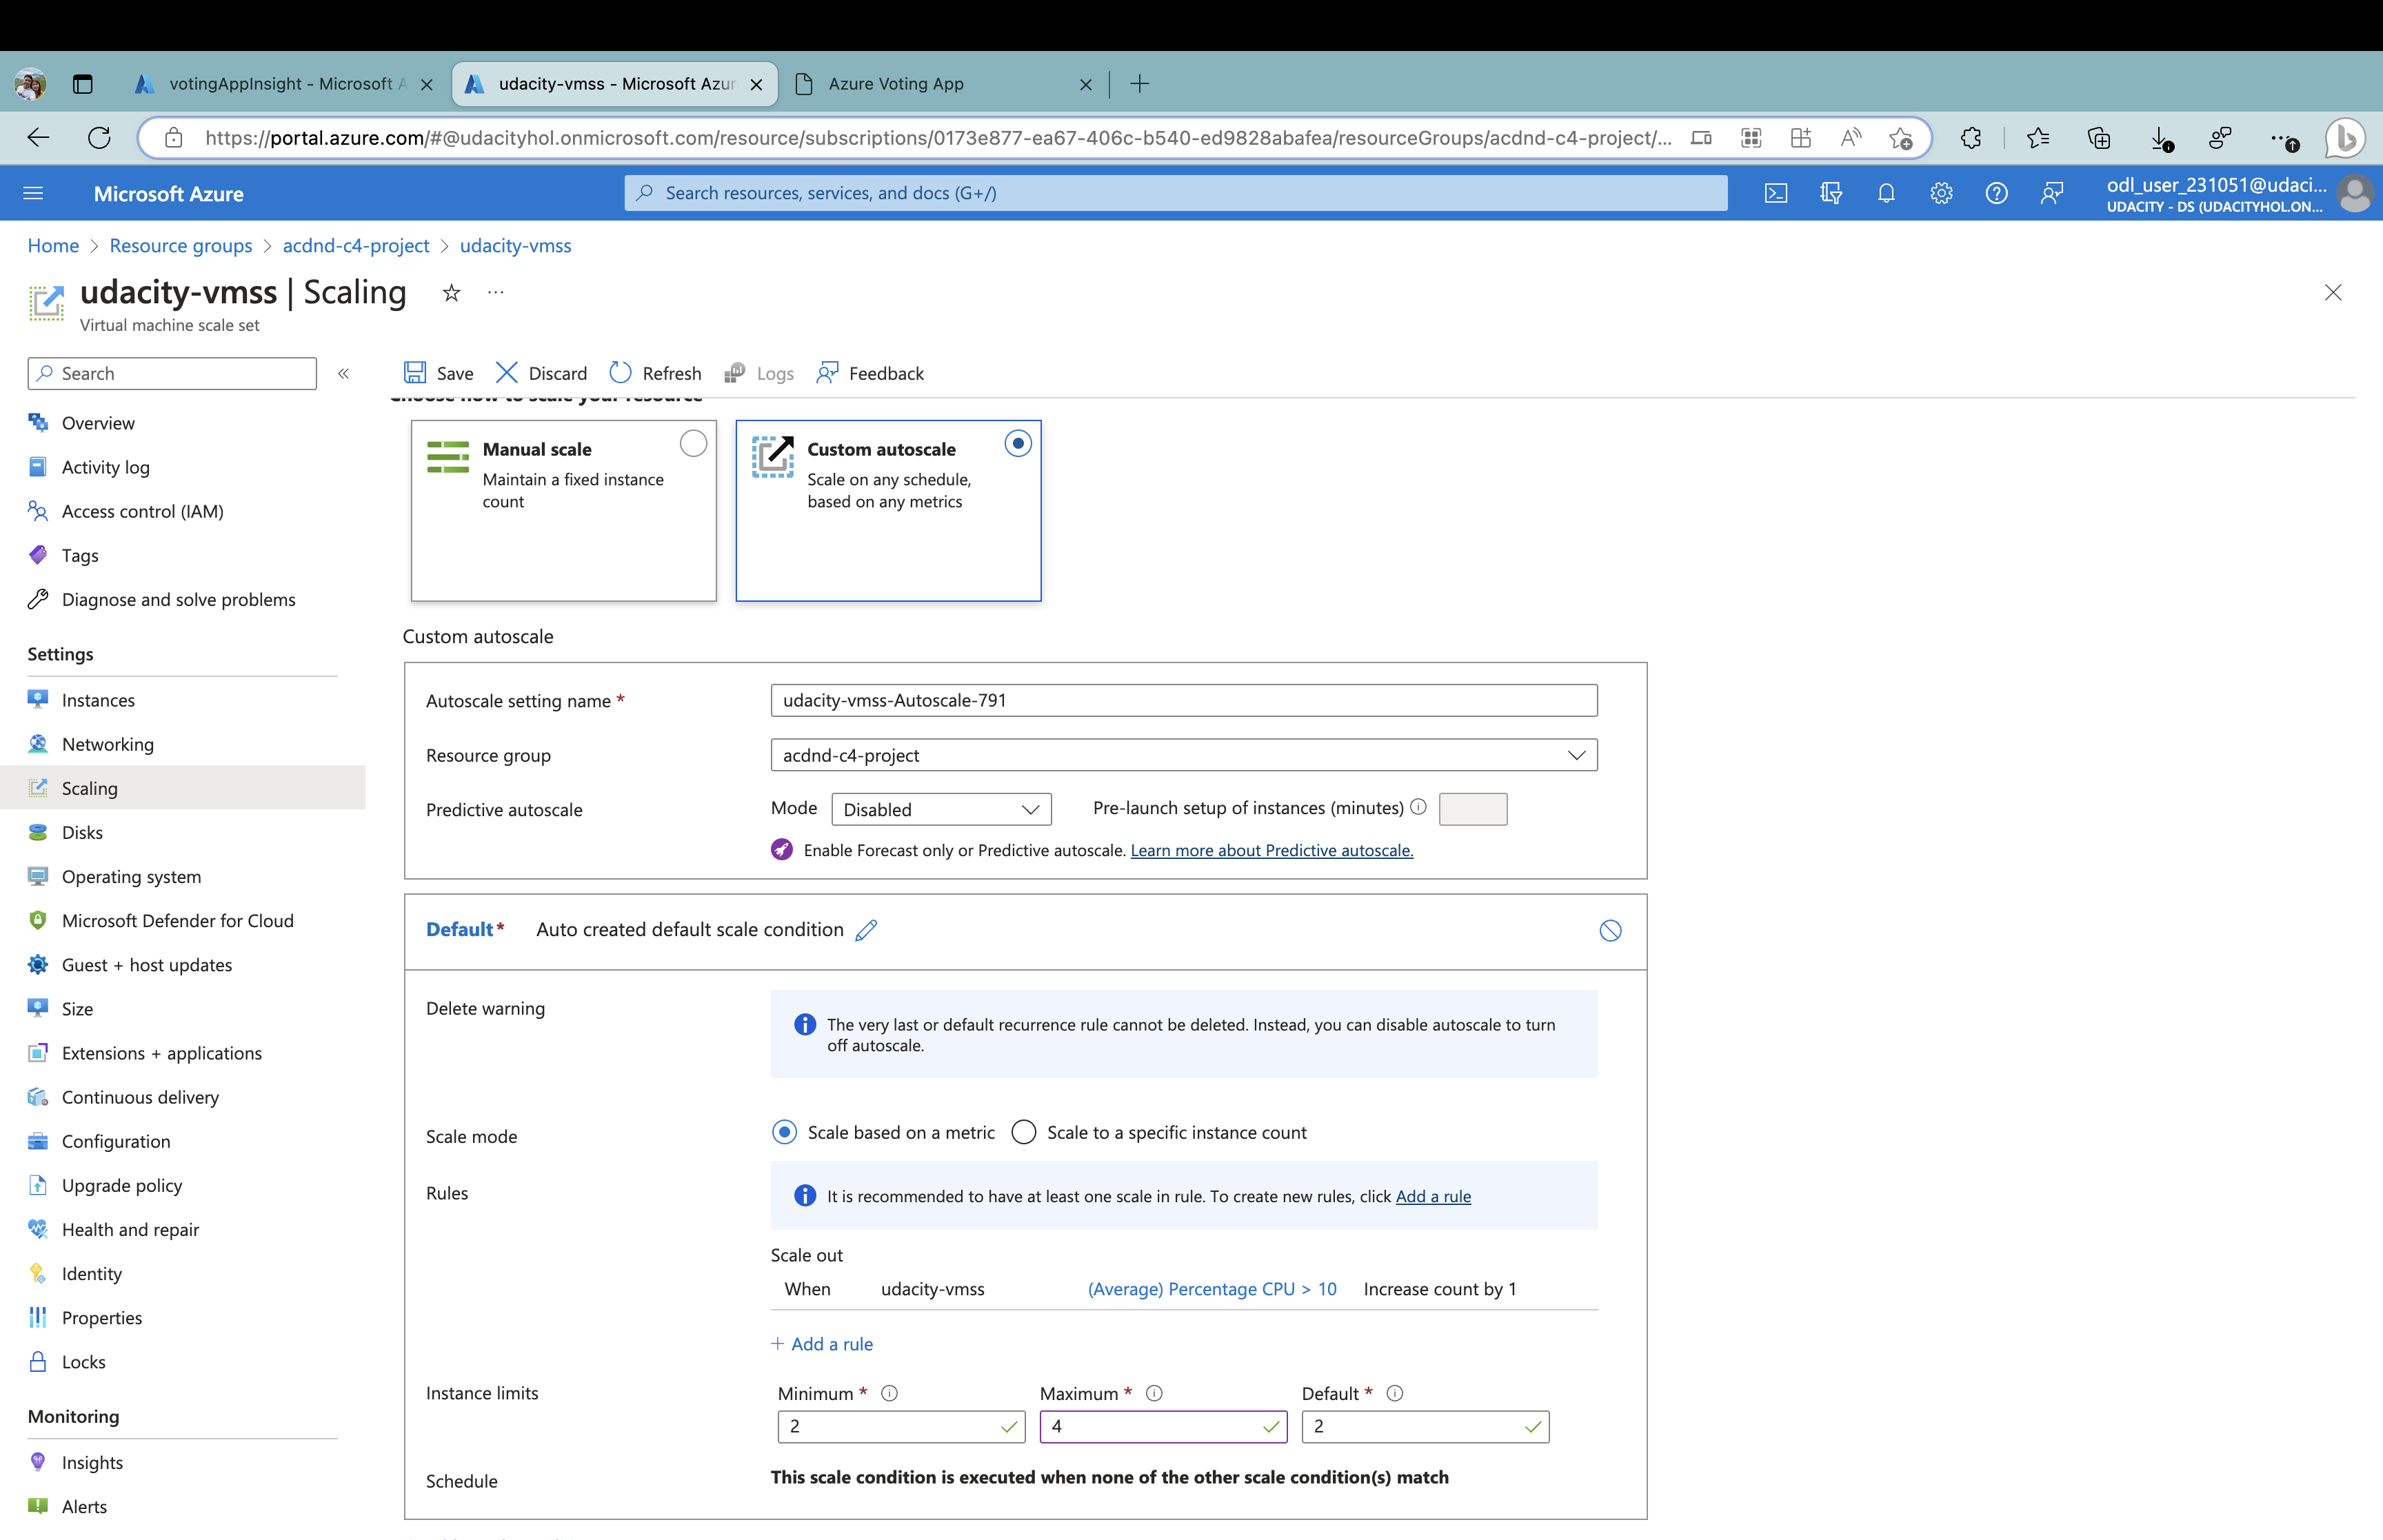 votingAppInsight - Microsoft A
udacity-vmss - Microsoft Azur
Azure Voting App
https://portal.azure.com/#@udacityhol.onmicrosoft.com/resource/subscriptions/0173e877-ea67-406c-b540-ed9828abafea/resourceGroups/acdnd-c4-project/...
Microsoft Azure
Search resources, services, and docs (G+/)
odl_user_231051@udaci...
UDACITY - DS (UDACITYHOL.ON...
Home > Resource groups > acdnd-c4-project > udacity-vmss
udacity-vmss | Scaling
Virtual machine scale set
Search
«
Save
Discard
Refresh
Logs
Feedback
Choose how to scale your resource
Overview
Activity log
Access control (IAM)
Tags
Diagnose and solve problems
Settings
Instances
Networking
Scaling
Disks
Operating system
Microsoft Defender for Cloud
Guest + host updates
Size
Extensions + applications
Continuous delivery
Configuration
Upgrade policy
Health and repair
Identity
Properties
Locks
Monitoring
Insights
Alerts
Manual scale
Maintain a fixed instance
count
Custom autoscale
Scale on any schedule,
based on any metrics
Custom autoscale
Autoscale setting name *
udacity-vmss-Autoscale-791
Resource group
acdnd-c4-project
Predictive autoscale
Mode
Disabled
Pre-launch setup of instances (minutes)
Enable Forecast only or Predictive autoscale. Learn more about Predictive autoscale.
Default* Auto created default scale condition
Delete warning
The very last or default recurrence rule cannot be deleted. Instead, you can disable autoscale to turn
off autoscale.
Scale mode
Scale based on a metric
Scale to a specific instance count
Rules
It is recommended to have at least one scale in rule. To create new rules, click Add a rule
Scale out
When udacity-vmss (Average) Percentage CPU > 10 Increase count by 1
+ Add a rule
Instance limits
Minimum *
Maximum *
Default *
2
4
2
Schedule
This scale condition is executed when none of the other scale condition(s) match